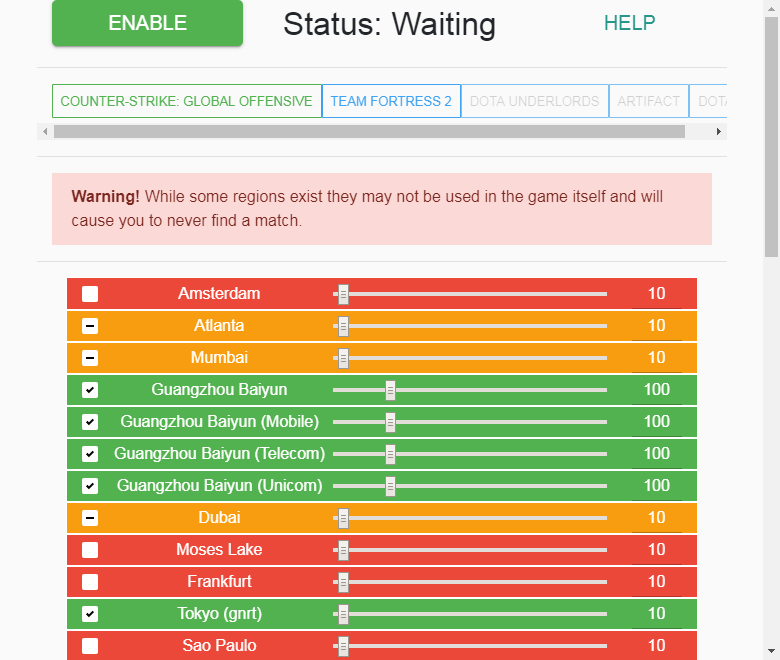 ENABLE
Status: Waiting
HELP
COUNTER-STRIKE: GLOBAL OFFENSIVE
TEAM FORTRESS 2
DOTA UNDERLORDS
ARTIFACT
DOTA
Warning! While some regions exist they may not be used in the game itself and will
cause you to never find a match.
Amsterdam 10
Atlanta 10
Mumbai 10
Guangzhou Baiyun 100
Guangzhou Baiyun (Mobile) 100
Guangzhou Baiyun (Telecom) 100
Guangzhou Baiyun (Unicom) 100
Dubai 10
Moses Lake 10
Frankfurt 10
Tokyo (gnrt) 10
Sao Paulo 10